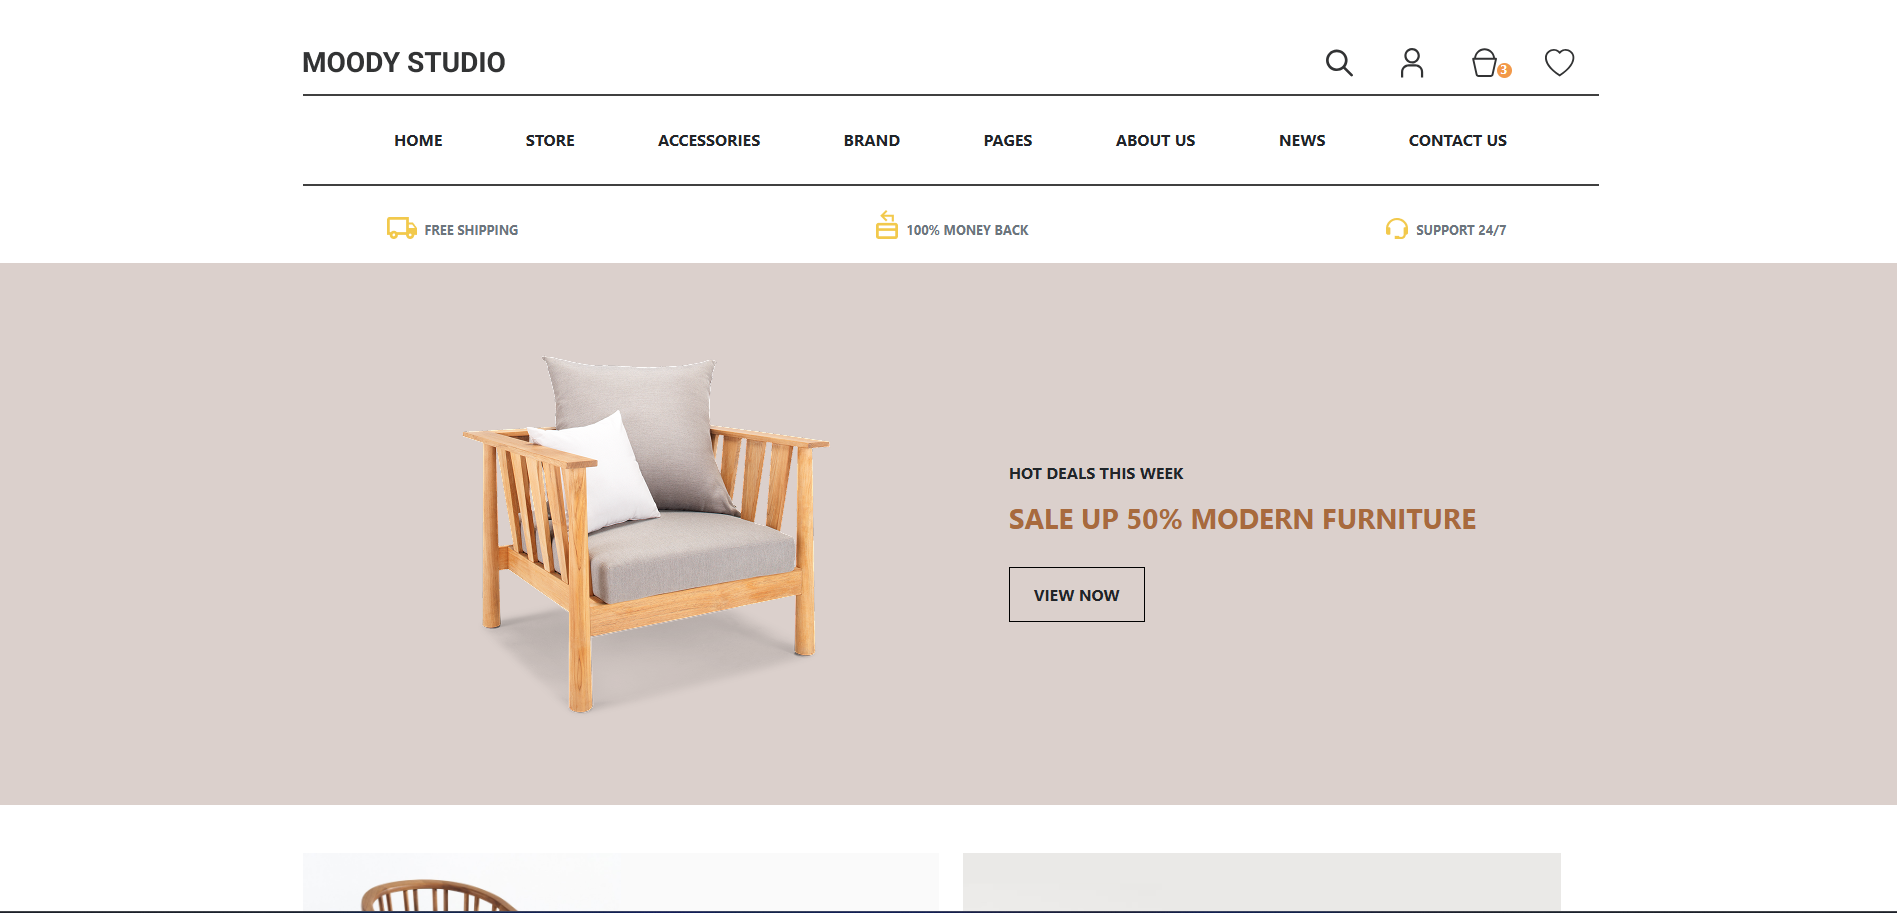 MOODY STUDIO
3
HOME STORE ACCESSORIES BRAND PAGES ABOUT US NEWS CONTACT US
FREE SHIPPING 100% MONEY BACK SUPPORT 24/7
HOT DEALS THIS WEEK
SALE UP 50% MODERN FURNITURE
VIEW NOW